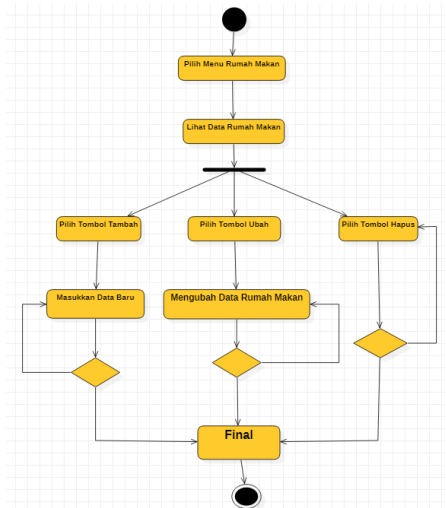 Pilih Menu Rumah Makan
Lihat Data Rumah Makan
Pilih Tombol Tambah
Pilih Tombol Ubah
Pilih Tombol Hapus
Masukkan Data Baru
Mengubah Data Rumah Makan
Final